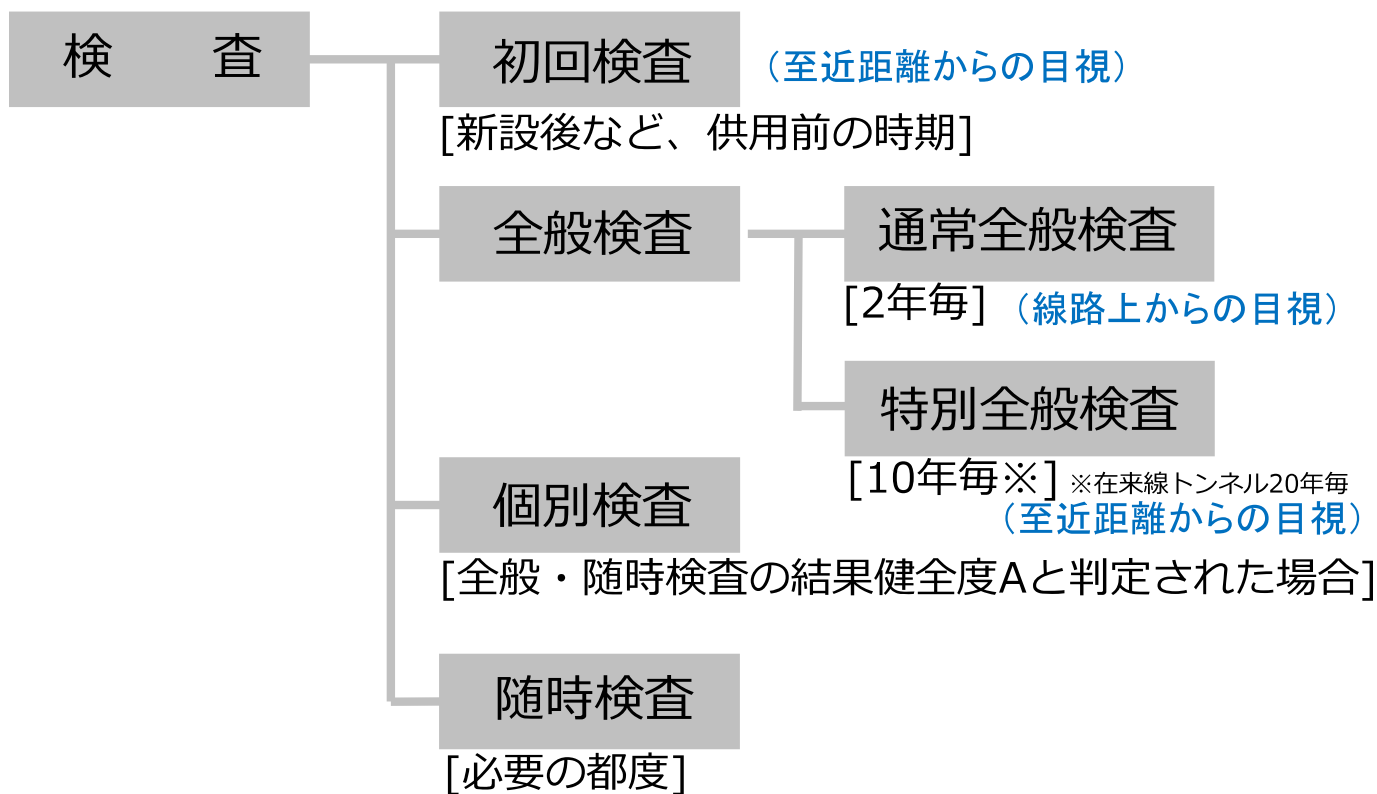 検　　査
初回検査
（至近距離からの目視）
[新設後など、供用前の時期]
全般検査
通常全般検査
[2年毎]（線路上からの目視）
特別全般検査
[10年毎※] ※在来線トンネル20年毎
（至近距離からの目視）
個別検査
[全般・随時検査の結果健全度Aと判定された場合]
随時検査
[必要の都度]